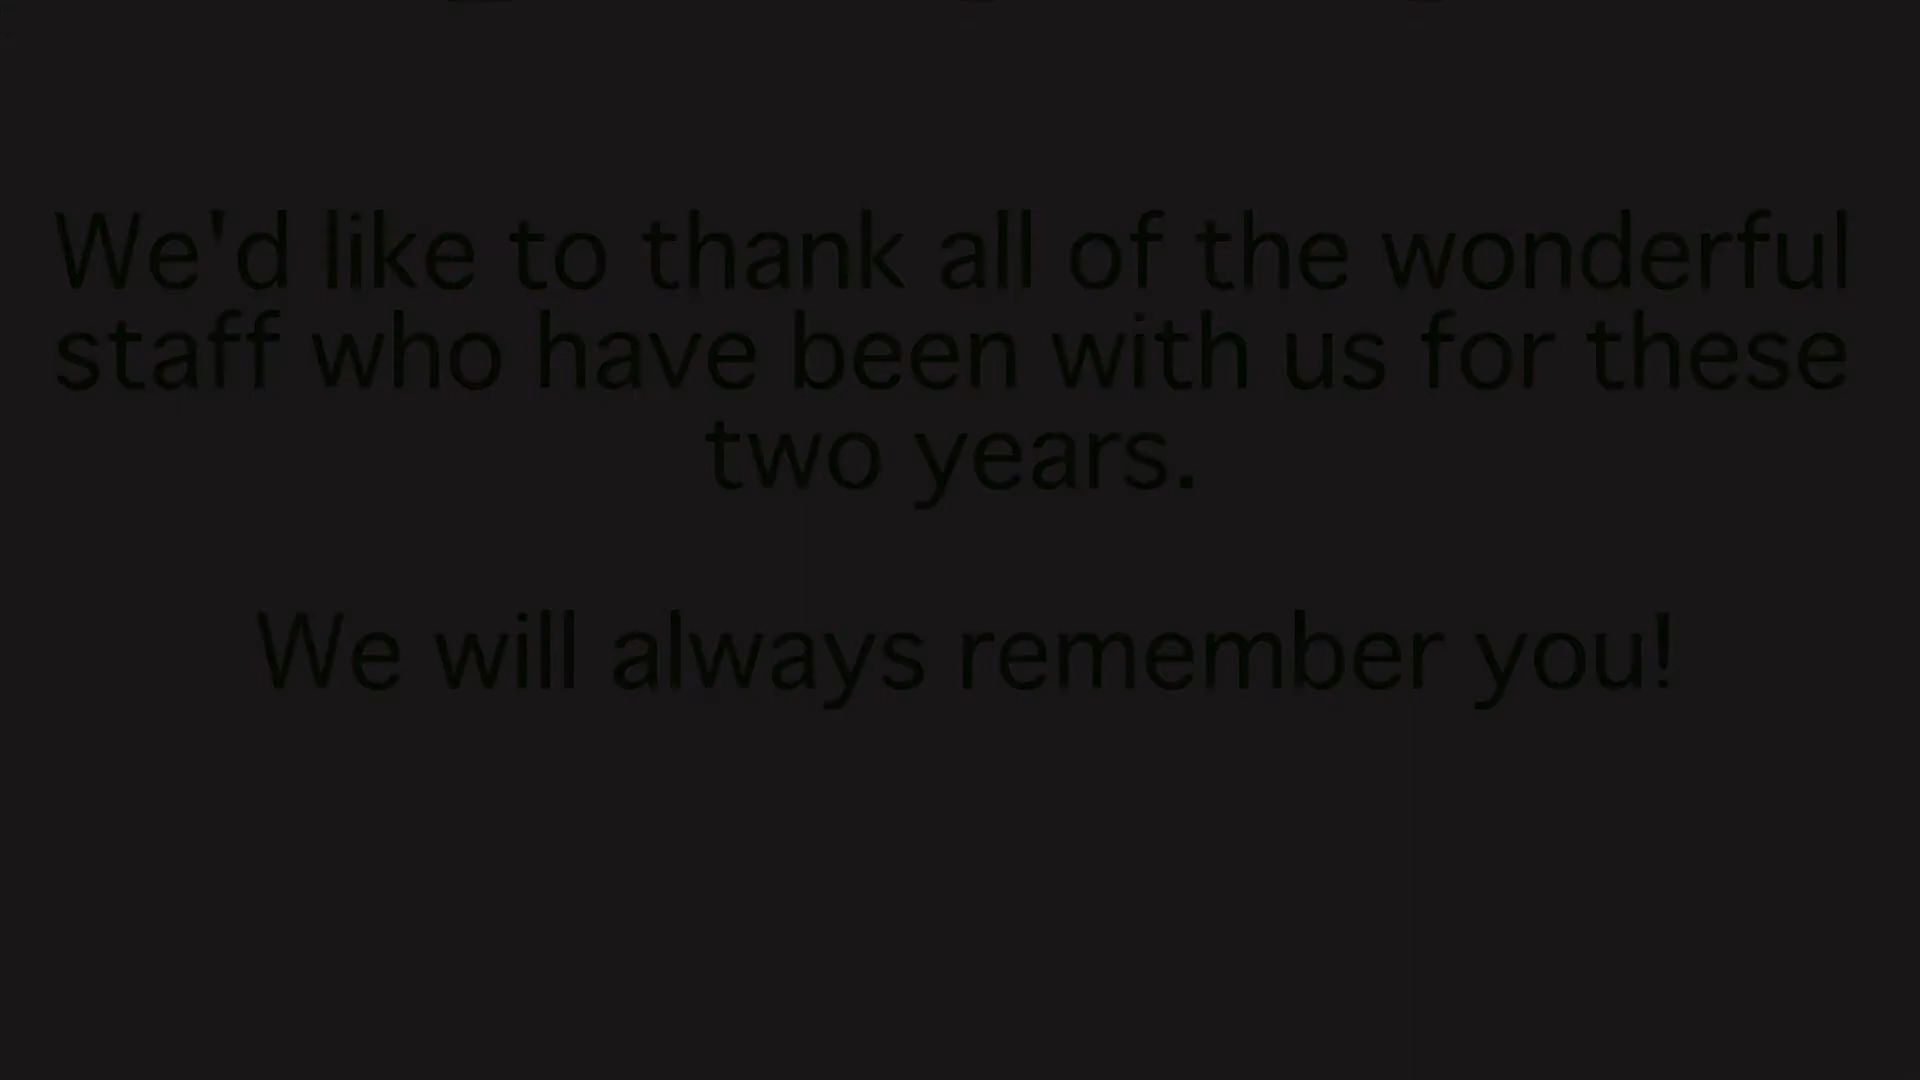 We'd like to thank all of the wonderful
staff who have been with us for these
two years.
We will always remember you!